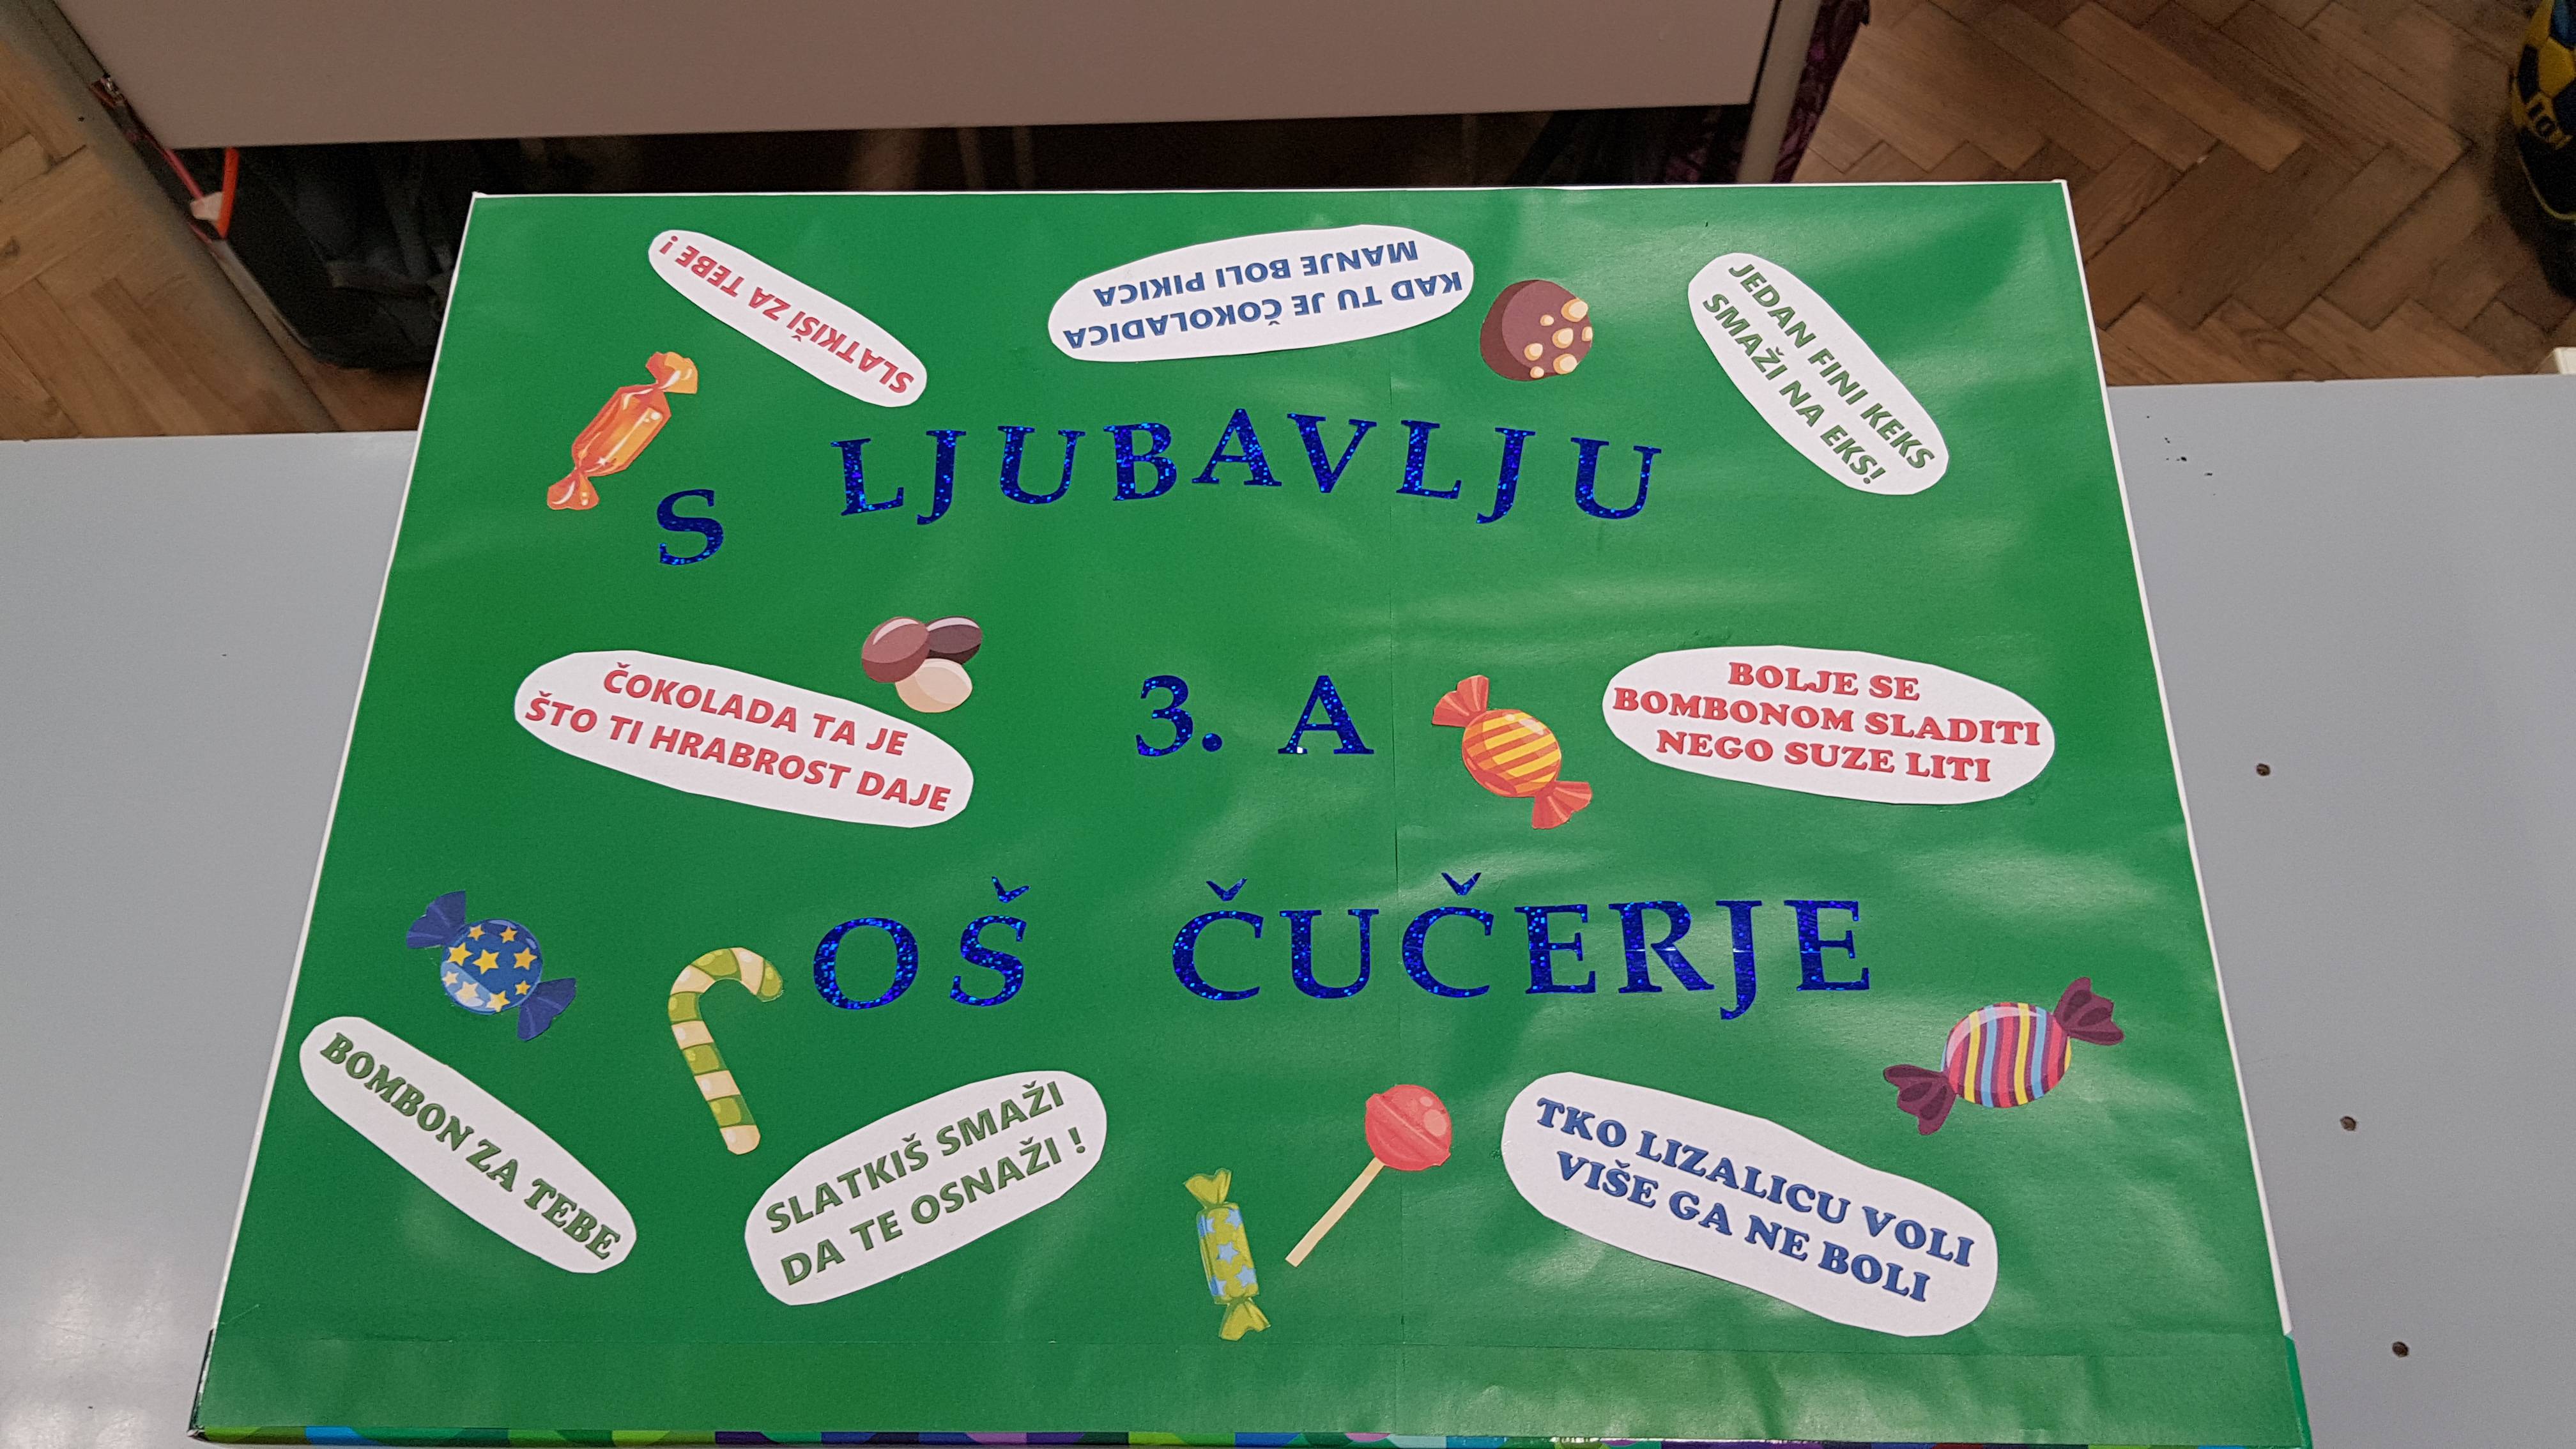 SLATKIŠI ZA TEBE!
KAD TU JE ČOKOLADICA
MANJE BOLI PIKICA
JEDAN FINI KEKS
SMAŽI NA EKS!
S LJUBAVLJU
ČOKOLADA TA JE
ŠTO TI HRABROST DAJE
3. A
BOLJE SE
BOMBONOM SLADITI
NEGO SUZE LITI
OŠ ČUČERJE
BOMBON ZA TEBE
SLATKIŠ SMAŽI
DA TE OSNAŽI !
TKO LIZALICU VOLI
VIŠE GA NE BOLI